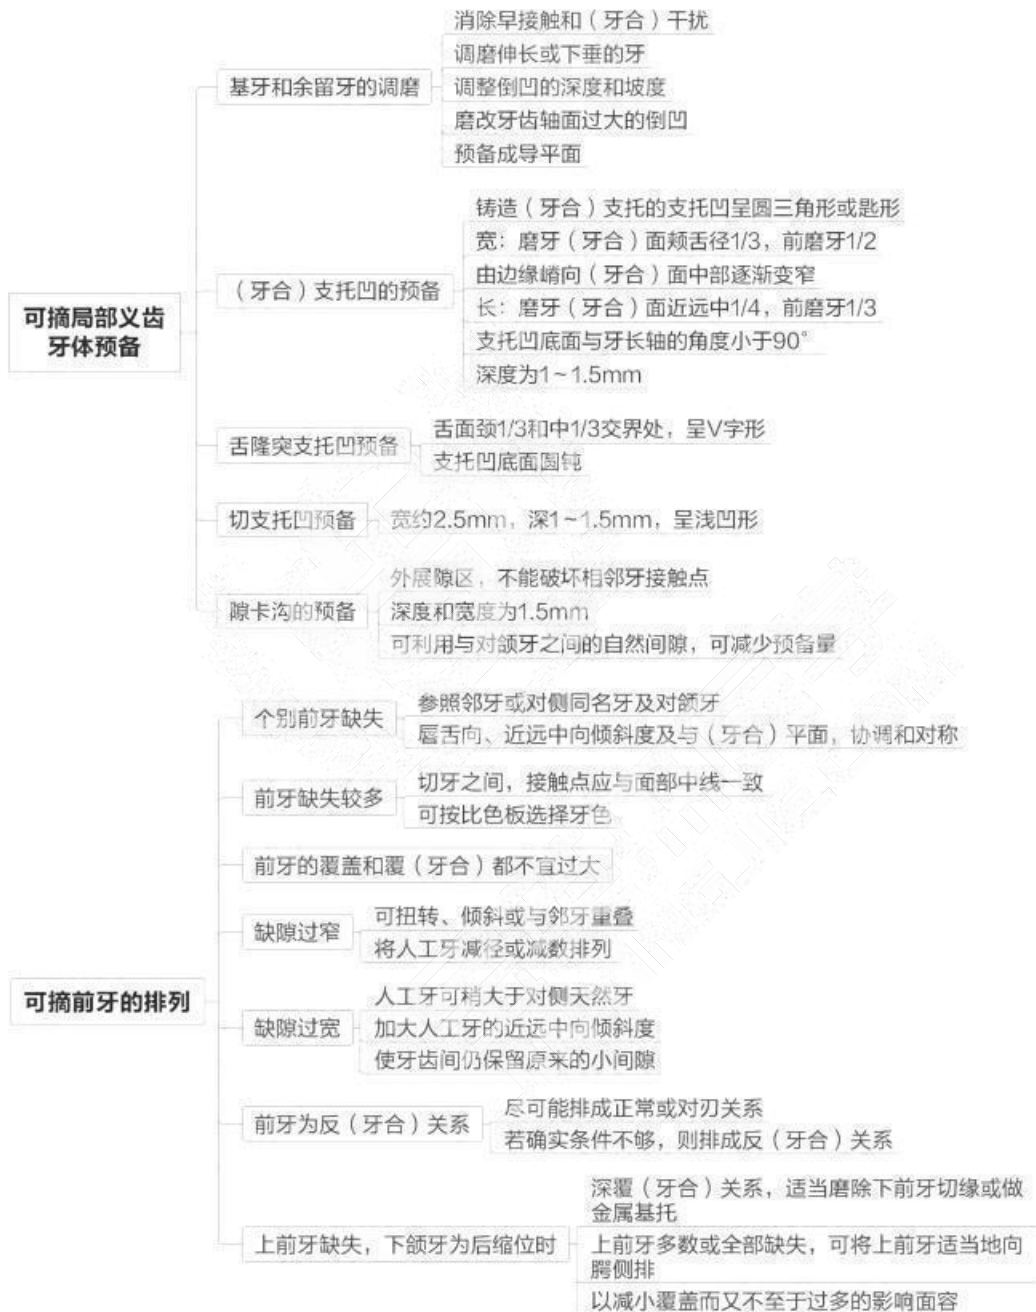 可摘局部义齿
牙体预备
基牙和余留牙的调磨
消除早接触和（牙合）干扰
调磨伸长或下垂的牙
调整倒凹的深度和坡度
磨改牙齿轴面过大的倒凹
预备成导平面
（牙合）支托凹的预备
铸造（牙合）支托的支托凹呈圆三角形或匙形
宽：磨牙（牙合）面颊舌径1/3，前磨牙1/2
由边缘嵴向（牙合）面中部逐渐变窄
长：磨牙（牙合）面近远中1/4，前磨牙1/3
支托凹底面与牙长轴的角度小于90°
深度为1~1.5mm
舌隆突支托凹预备
舌面颈1/3和中1/3交界处，呈V字形
支托凹底面圆钝
切支托凹预备
宽约2.5mm，深1~1.5mm，呈浅凹形
隙卡沟的预备
外展隙区，不能破坏相邻牙接触点
深度和宽度为1.5mm
可利用与对颌牙之间的自然间隙，可减少预备量
可摘前牙的排列
个别前牙缺失
参照邻牙或对侧同名牙及对颌牙
唇舌向、近远中向倾斜度及与（牙合）平面，协调和对称
前牙缺失较多
切牙之间，接触点应与面部中线一致
可按比色板选择牙色。
前牙的覆盖和覆（牙合）都不宜过大
缺隙过窄
可扭转、倾斜或与邻牙重叠
将人工牙减径或减数排列
缺隙过宽
人工牙可稍大于对侧天然牙
加大人工牙的近远中向倾斜度
使牙齿间仍保留原来的小间隙
前牙为反（牙合）关系
尽可能排成正常或对刃关系
若确实条件不够，则排成反（牙合）关系
上前牙缺失，下颌牙为后缩位时
深覆（牙合）关系，适当磨除下前牙切缘或做
金属基托
上前牙多数或全部缺失，可将上前牙适当地向
腭侧排
以减小覆盖而又不至于过多的影响面容